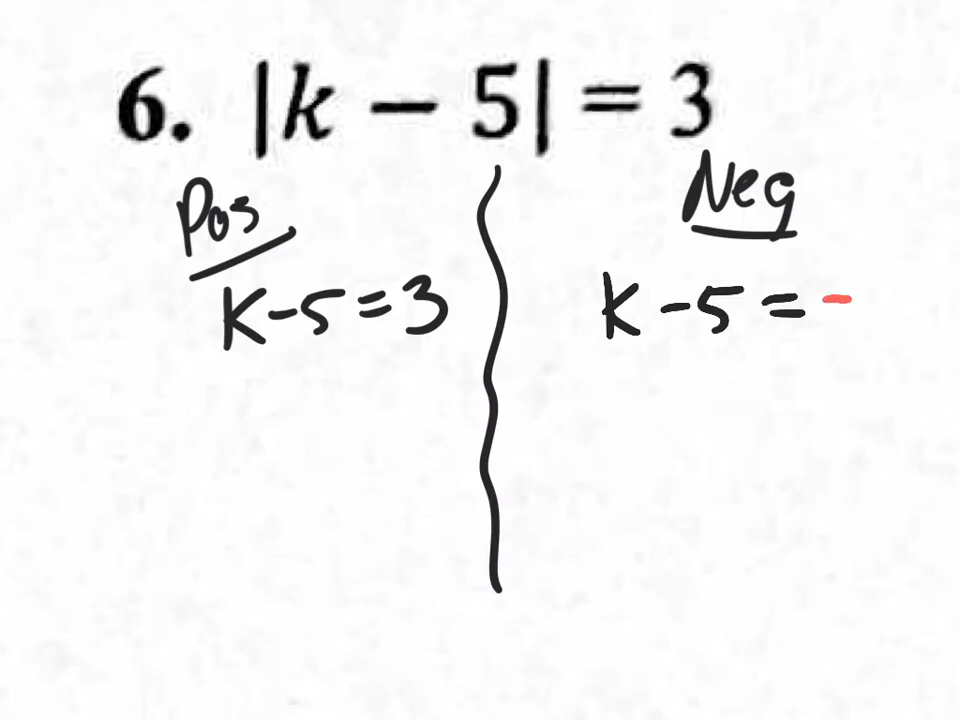 6. |k − 5| = 3
Pos
Neg
K-5=3
K-5=-